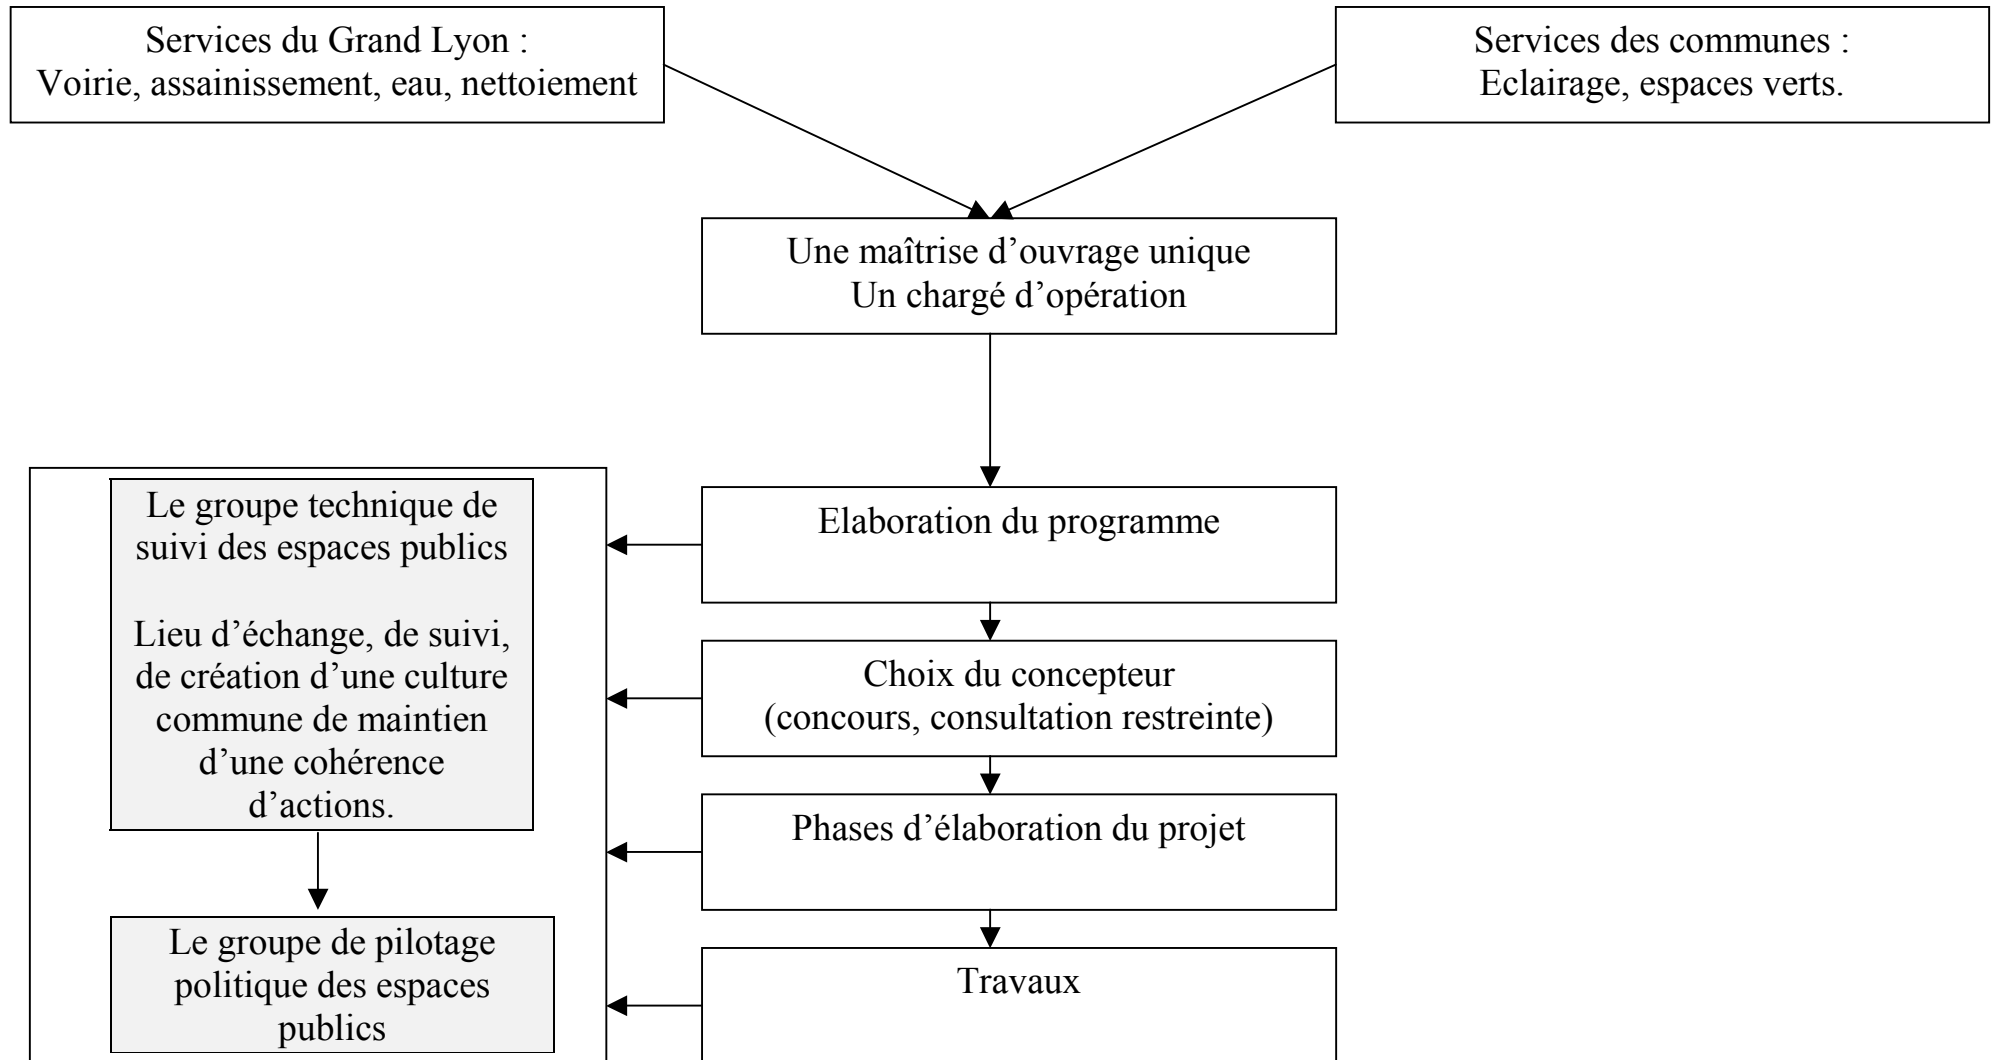 Services du Grand Lyon :
Voirie, assainissement, eau, nettoiement
Services des communes :
Eclairage, espaces verts.
Une maîtrise d’ouvrage unique
Un chargé d’opération
Le groupe technique de
suivi des espaces publics
Lieu d’échange, de suivi,
de création d’une culture
commune de maintien
d’une cohérence
d’actions.
Le groupe de pilotage
politique des espaces
publics
Elaboration du programme
Choix du concepteur
(concours, consultation restreinte)
Phases d’élaboration du projet
Travaux